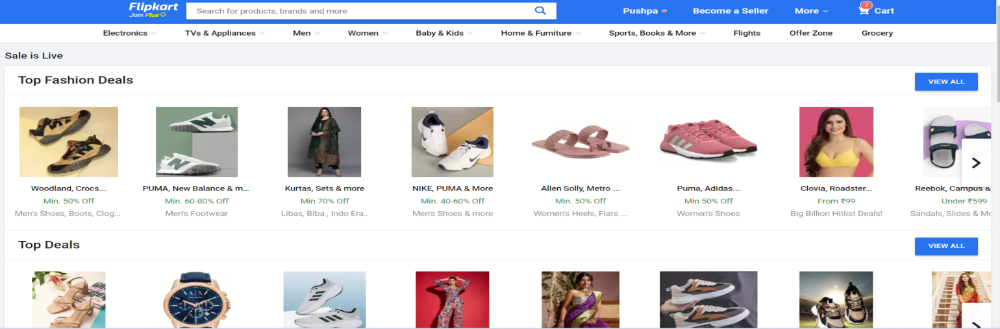 Flipkart
Join Plus
Search for products, brands and more
Pushpa
Become a Seller
More
7
Cart
Electronics
TVs & Appliances
Men
Women
Baby & Kids
Home & Furniture
Sports, Books & More
Flights
Offer Zone
Grocery
Sale is Live
Top Fashion Deals
VIEW ALL
Woodland, Crocs...
Min. 50% Off
Men's Shoes, Boots, Clog...
PUMA, New Balance & m...
Min. 60-80% Off
Men's Footwear
Kurtas, Sets & more
Min 70% Off
Libas, BIba , Indo Era..
NIKE, PUMA & More
Min. 40-60% Off
Men's Shoes & more
Allen Solly, Metro ...
Min. 50% Off
Women's Heels, Flats ...
Puma, Adidas...
Min 50% Off
Women's Shoes
Clovia, Roadster...
From ₹99
Big Billion Hitlist Deals!
Reebok, Campus &
Under ₹599
Sandals, Slides & Mo
Top Deals
VIEW ALL